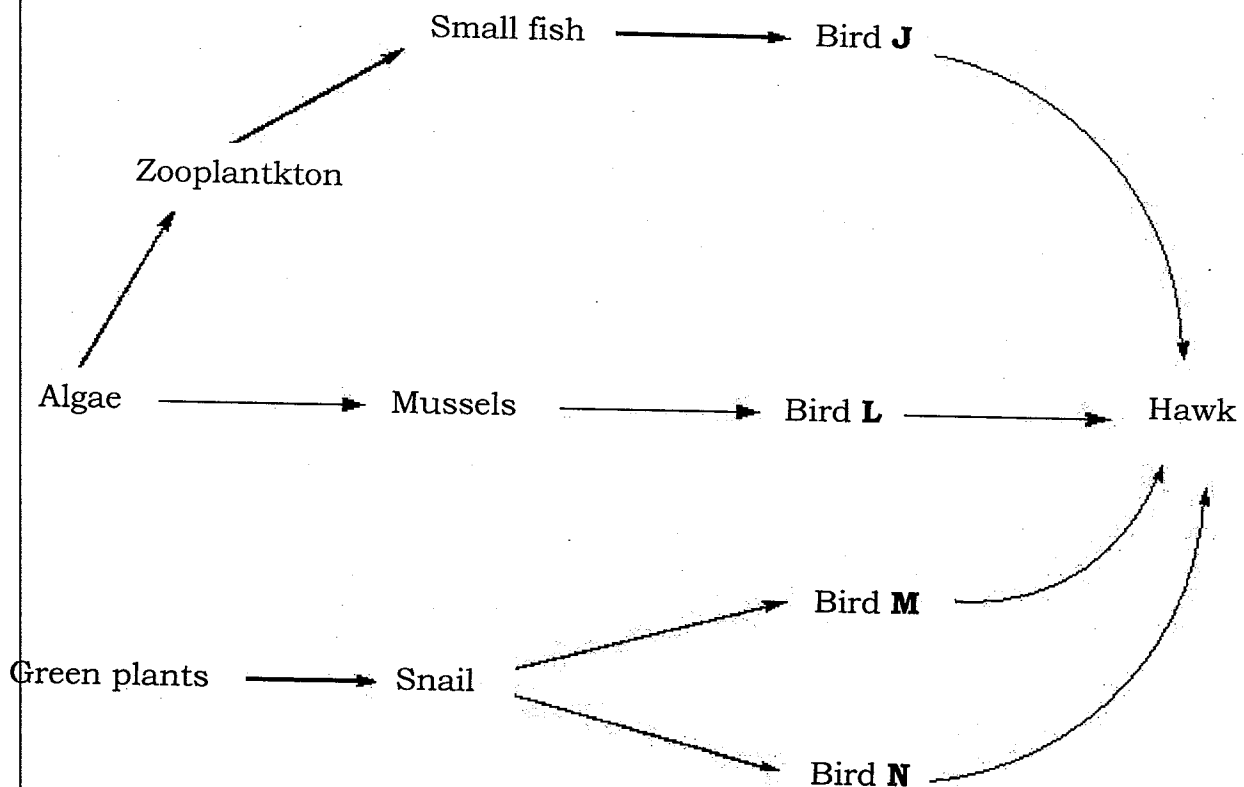 Small fish
Bird J
Zooplantkton
Algae
Mussels
Bird L
Hawk
Bird M
Green plants
Snail
Bird N